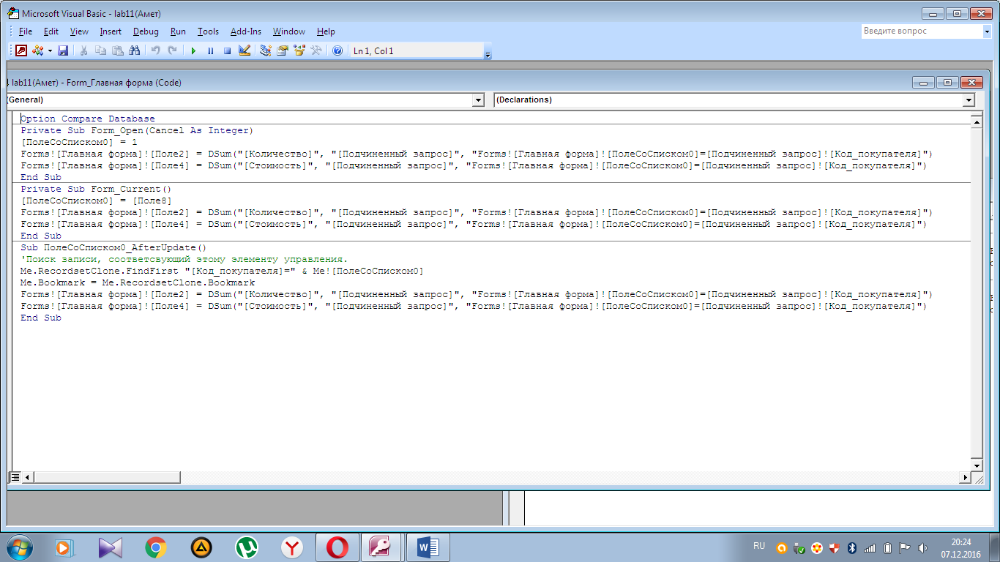 Microsoft Visual Basic - lab11(Амет)
File Edit View Insert Debug Run Tools Add-Ins Window Help
Введите вопрос
Ln 1, Col 1
lab11(Амет) - Form_Главная форма (Code)
(General)
(Declarations)
Option Compare Database
Private Sub Form_Open(Cancel As Integer)
[ПолеСоСписком0] = 1
Forms![Главная форма]![Поле2] = DSum("[Количество]", "[Подчиненный запрос]", "Forms![Главная форма]![ПолеСоСписком0]=[Подчиненный запрос]![Код_покупателя]")
Forms![Главная форма]![Поле4] = DSum("[Стоимость]", "[Подчиненный запрос]", "Forms![Главная форма]![ПолеСоСписком0]=[Подчиненный запрос]![Код_покупателя]")
End Sub
Private Sub Form_Current()
[ПолеСоСписком0] = [Поле8]
Forms![Главная форма]![Поле2] = DSum("[Количество]", "[Подчиненный запрос]", "Forms![Главная форма]![ПолеСоСписком0]=[Подчиненный запрос]![Код_покупателя]")
Forms![Главная форма]![Поле4] = DSum("[Стоимость]", "[Подчиненный запрос]", "Forms![Главная форма]![ПолеСоСписком0]=[Подчиненный запрос]![Код_покупателя]")
End Sub
Sub ПолеСоСписком0_AfterUpdate()
'Поиск записи, соответсвующий этому элементу управления.
Me.RecordsetClone.FindFirst "[Код_покупателя]=" & Me![ПолеСоСписком0]
Me.Bookmark = Me.RecordsetClone.Bookmark
Forms![Главная форма]![Поле2] = DSum("[Количество]", "[Подчиненный запрос]", "Forms![Главная форма]![ПолеСоСписком0]=[Подчиненный запрос]![Код_покупателя]")
Forms![Главная форма]![Поле4] = DSum("[Стоимость]", "[Подчиненный запрос]", "Forms![Главная форма]![ПолеСоСписком0]=[Подчиненный запрос]![Код_покупателя]")
End Sub
RU
20:24
07.12.2016